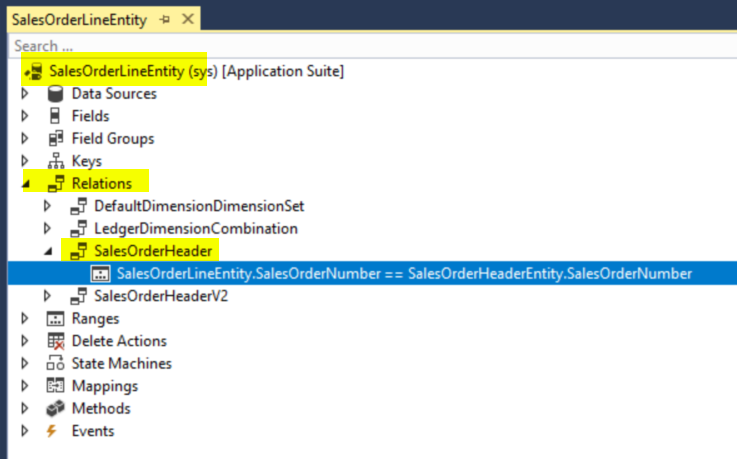 SalesOrderLineEntity
Search ...
SalesOrderLineEntity (sys) [Application Suite]
Data Sources
Fields
Field Groups
Keys
Relations
DefaultDimensionDimensionSet
LedgerDimensionCombination
SalesOrderHeader
SalesOrderLineEntity.SalesOrderNumber == SalesOrderHeaderEntity.SalesOrderNumber
SalesOrderHeaderV2
Ranges
Delete Actions
State Machines
Mappings
Methods
Events